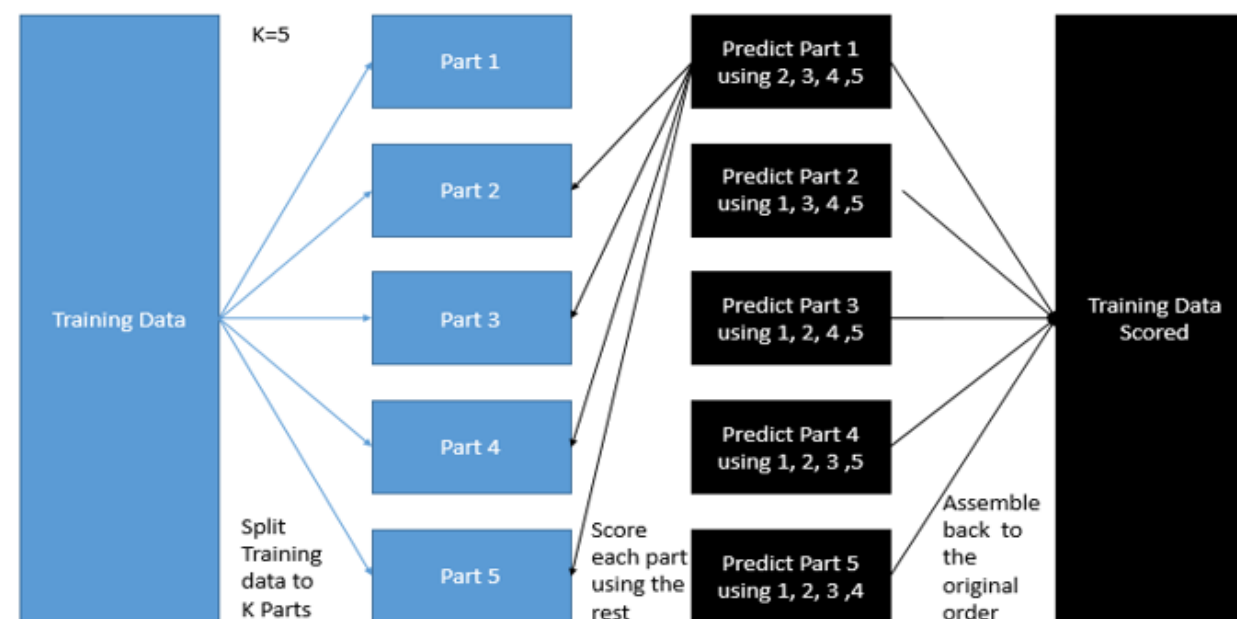 K=5
Training Data
Split
Training
data to
K Parts
Part 1
Part 2
Part 3
Part 4
Part 5
Score
each part
using the
rest
Predict Part 1
using 2, 3, 4 ,5
Predict Part 2
using 1, 3, 4 ,5
Predict Part 3
using 1, 2, 4 ,5
Predict Part 4
using 1, 2, 3 ,5
Predict Part 5
using 1, 2, 3 ,4
Assemble
back to
the
original
order
Training Data
Scored